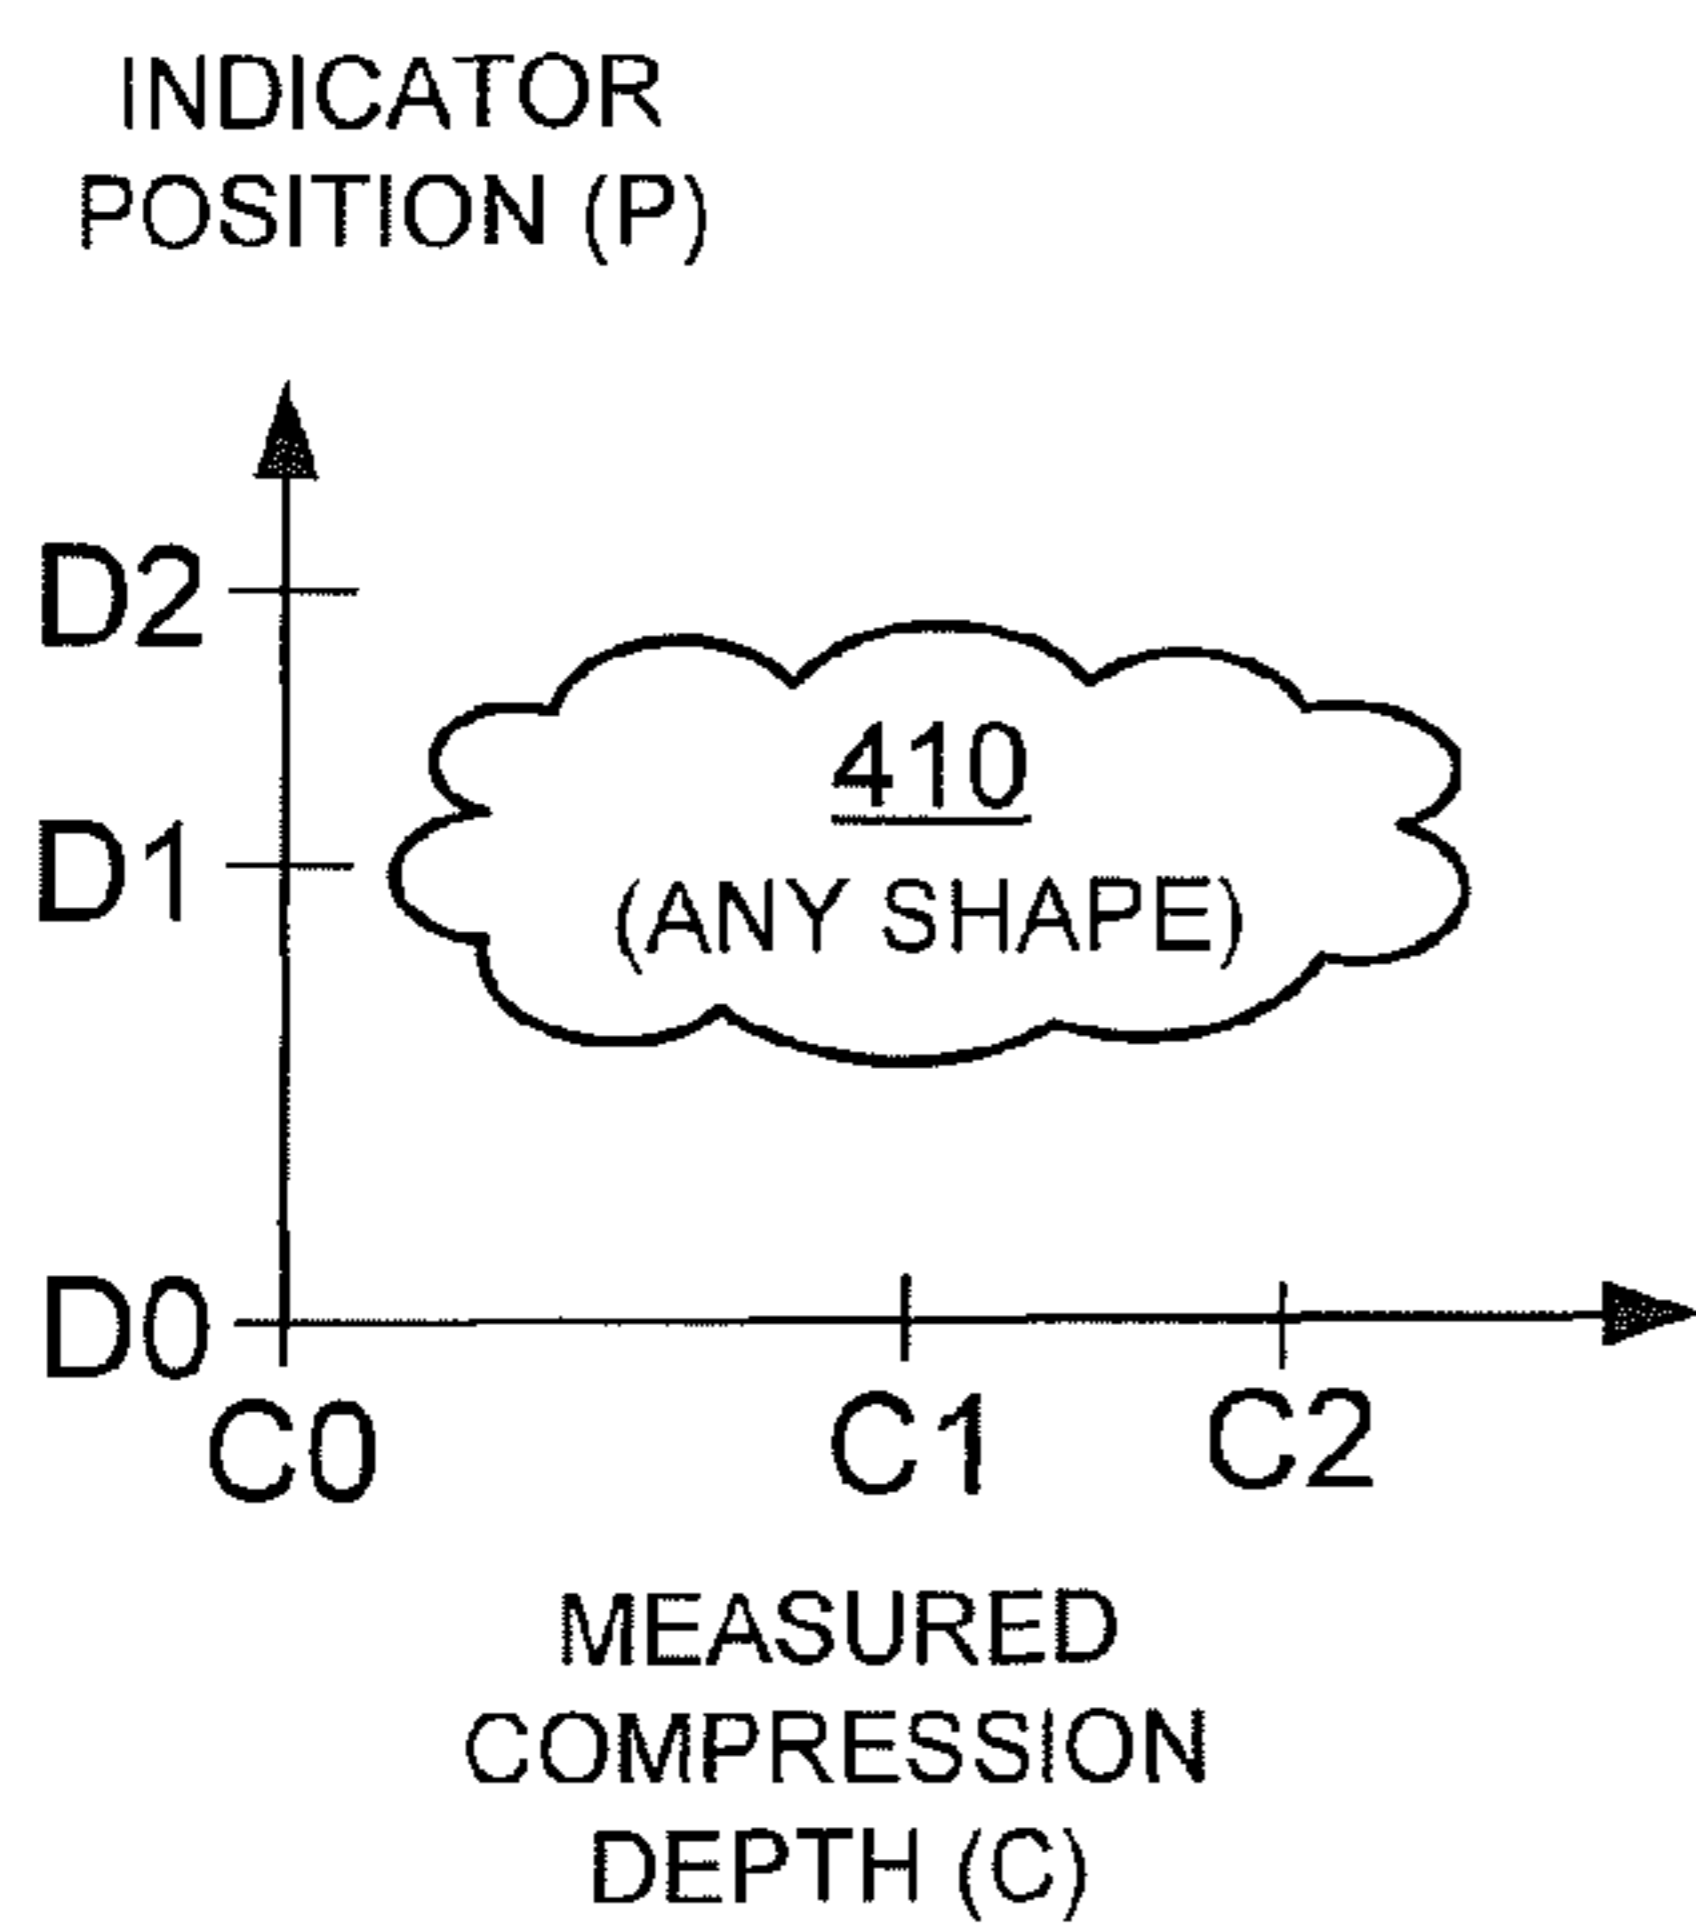 INDICATOR
POSITION (P)
D2
410
D1
(ANY SHAPE)
D0
C0
C1
C2
MEASURED
COMPRESSION
DEPTH (C)